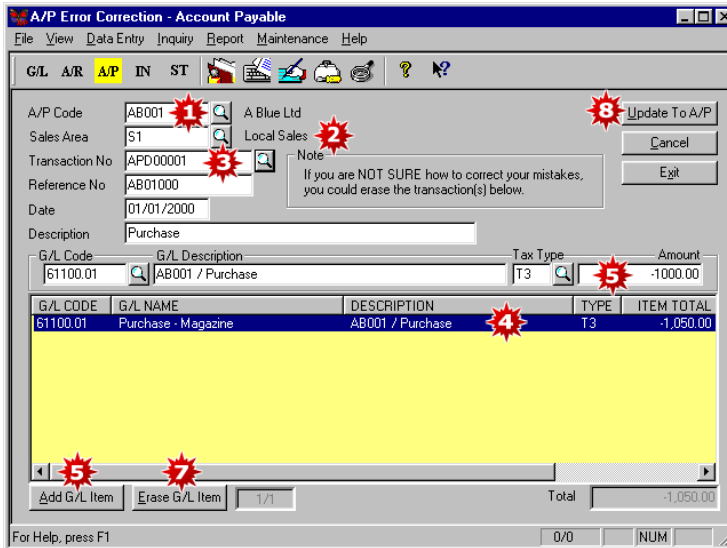 A/P Error Correction - Account Payable
File View Data Entry Inquiry Report Maintenance Help
G/L A/R A/P IN ST ? ?
A/P Code AB001 1 A Blue Ltd 8 Update To A/P
Sales Area S1 Local Sales 2 Cancel
Transaction No APD00001 3 Note Exit
If you are NOT SURE how to correct your mistakes,
you could erase the transaction(s) below.
Reference No AB01000
Date 01/01/2000
Description Purchase
G/L Code G/L Description Tax Type Amount
61100.01 AB001 / Purchase T3 5 -1000.00
G/L CODE G/L NAME DESCRIPTION TYPE ITEM TOTAL
61100.01 Purchase - Magazine AB001 / Purchase 4 T3 -1,050.00
5 7
Add G/L Item Erase G/L Item 1/1 Total -1,050.00
For Help, press F1 0/0 NUM